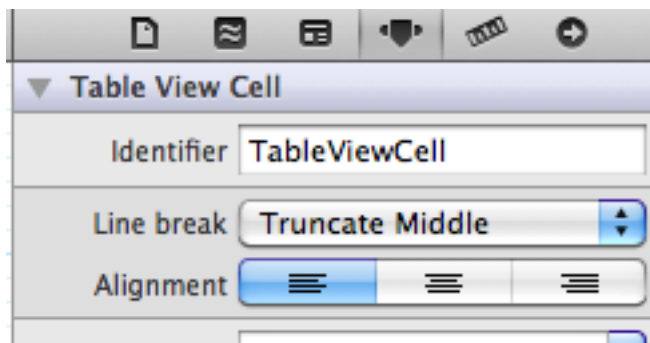 Table View Cell
Identifier TableViewCell
Line break Truncate Middle
Alignment